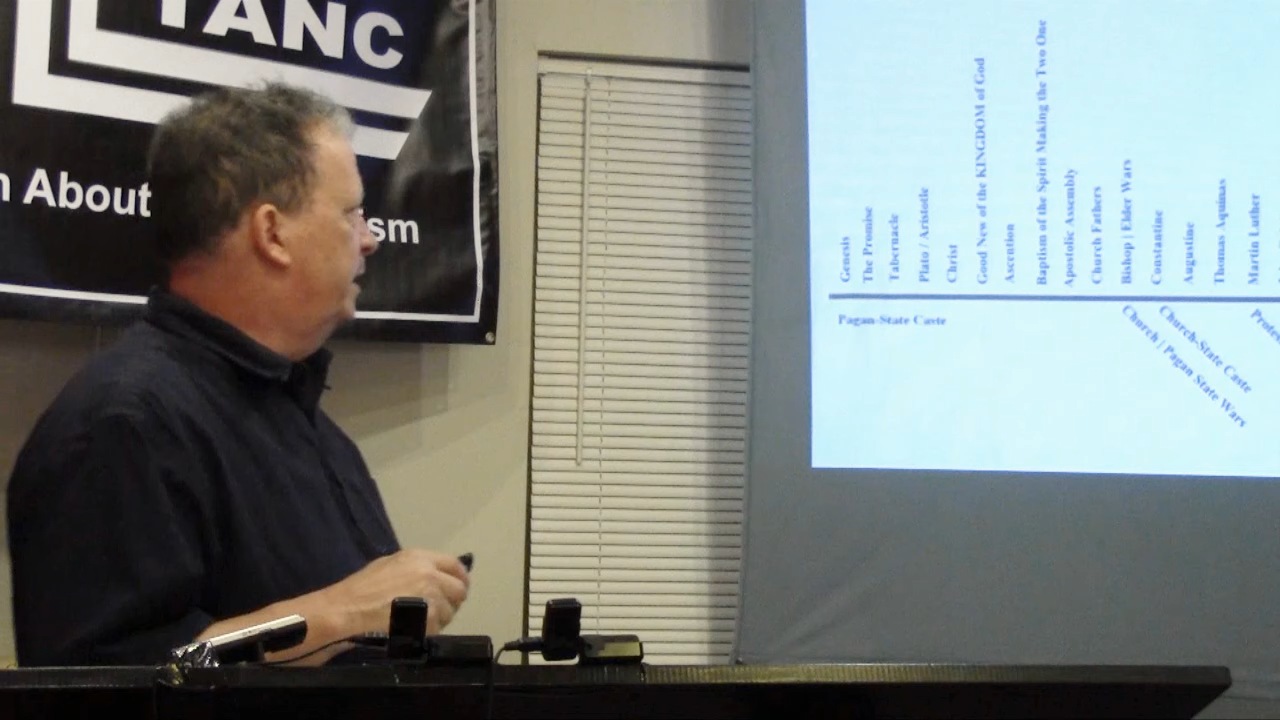 TANC
About
sm
Genesis
The Promise
Tabernacle
Plato / Aristotle
Christ
Good New of the KINGDOM of God
Ascention
Baptism of the Spirit Making the Two One
Apostolic Assembly
Church Fathers
Bishop | Elder Wars
Constantine
Augustine
Thomas Aquinas
Martin Luther
Pagan-State Caste
Church | Pagan State Wars
Church-State Caste
Protes